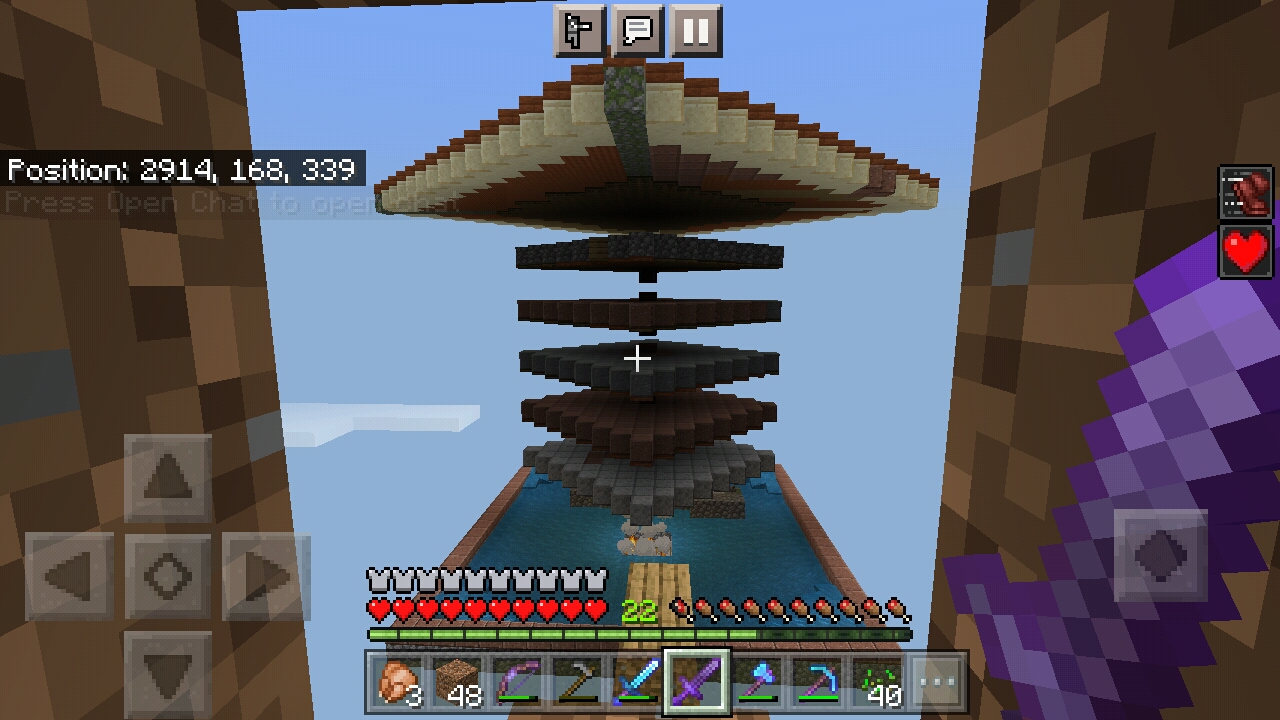 Position: 2914, 168, 339
Press Open Chat to open chat
22
3
48
40